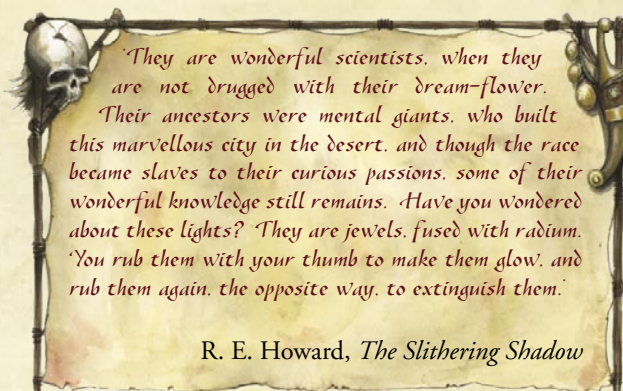 'They are wonderful scientists, when they
are not drugged with their dream-flower.
Their ancestors were mental giants, who built
this marvellous city in the desert, and though the race
became slaves to their curious passions, some of their
wonderful knowledge still remains. Have you wondered
about these lights? They are jewels, fused with radium.
You rub them with your thumb to make them glow, and
rub them again, the opposite way, to extinguish them.'
R. E. Howard, The Slithering Shadow